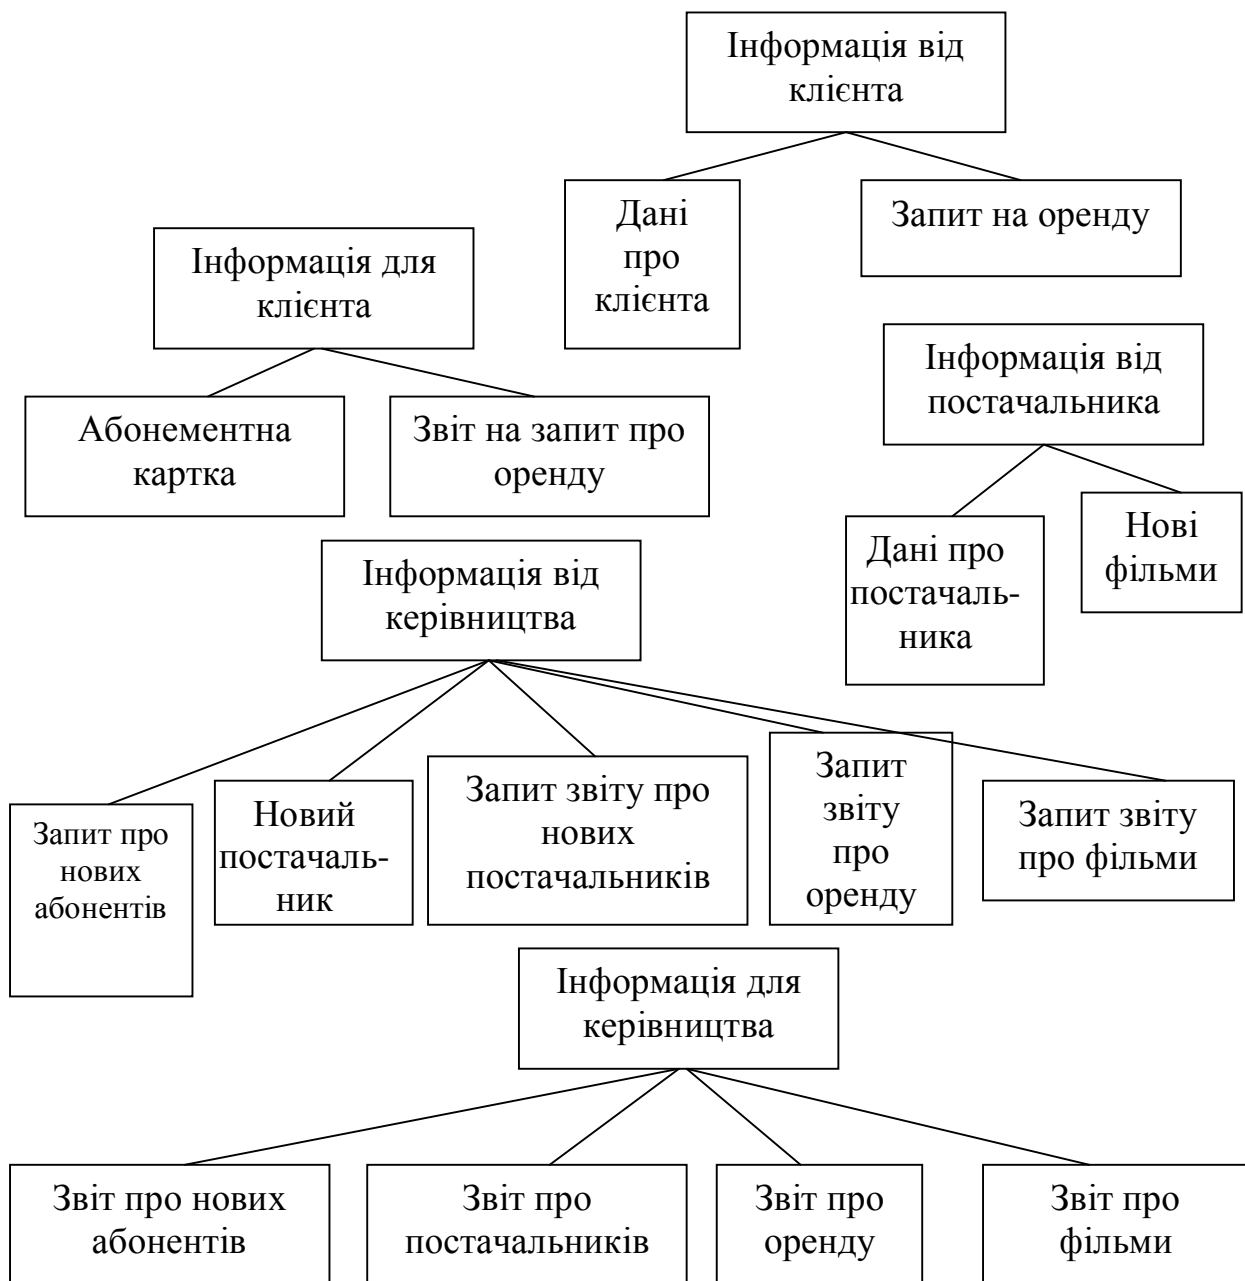 Інформація від
клієнта
Дані
про
клієнта
Запит на оренду
Інформація для
клієнта
Абонементна
картка
Звіт на запит про
оренду
Інформація від
постачальника
Дані про
постачаль-
ника
Нові
фільми
Інформація від
керівництва
Запит про
нових
абонентів
Новий
постачаль-
ник
Запит звіту про
нових
постачальників
Запит
звіту
про
оренду
Запит звіту
про фільми
Інформація для
керівництва
Звіт про нових
абонентів
Звіт про
постачальників
Звіт про
оренду
Звіт про
фільми